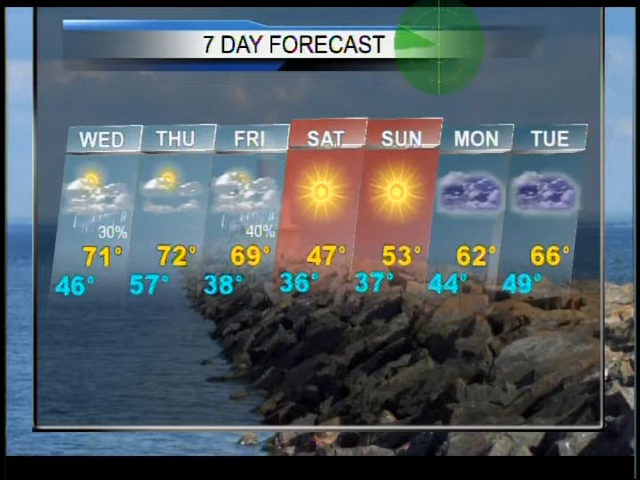 7 DAY FORECAST
WED THU FRI SAT SUN MON TUE
30% 40%
71° 72° 69° 47° 53° 62° 66°
46° 57° 38° 36° 37° 44° 49°